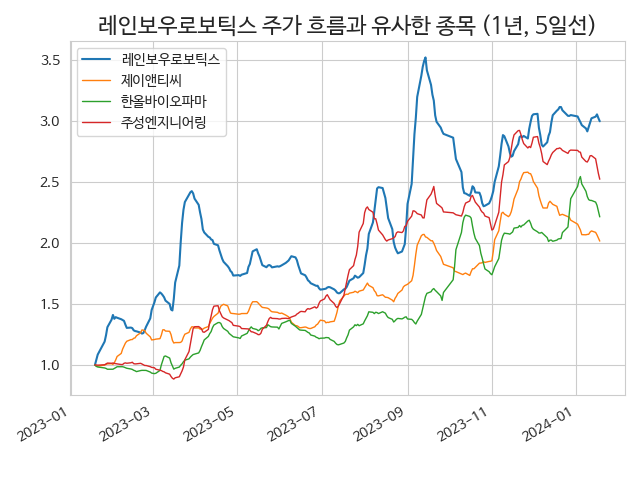 레인보우로보틱스 주가 흐름과 유사한 종목 (1년, 5일선)
레인보우로보틱스
제이앤티씨
한올바이오파마
주성엔지니어링
3.5
3.0
2.5
2.0
1.5
1.0
2023-01
2023-03
2023-05
2023-07
2023-09
2023-11
2024-01